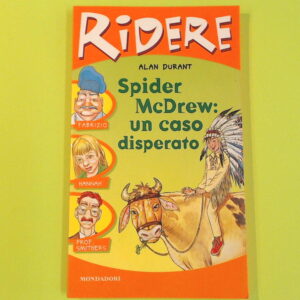 RIDERE
ALAN DURANT
Spider
McDrew:
un caso
disperato
FABRIZIO
HANNAH
PROF.
SMITHERS
MONDADORI